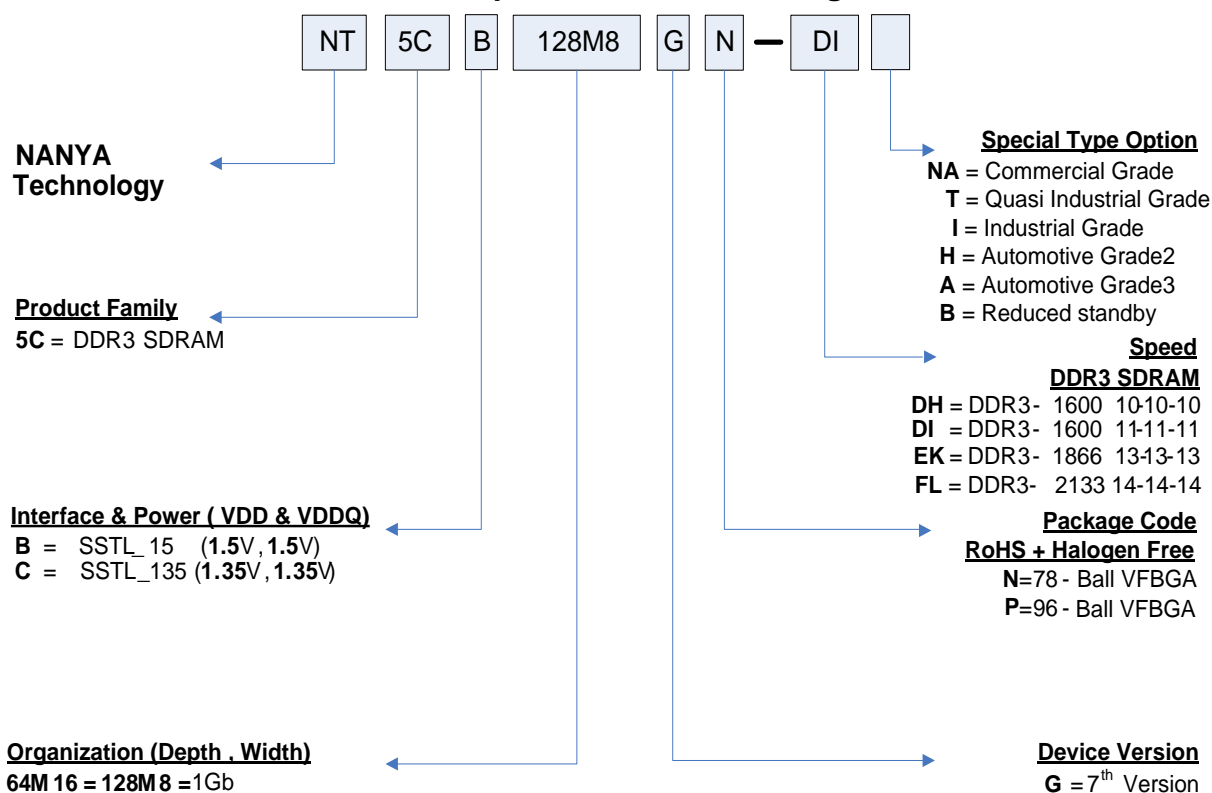 NT 5C B 128M8 G N – DI
NANYA
Technology
Product Family
5C = DDR3 SDRAM
Interface & Power ( VDD & VDDQ)
B = SSTL_ 15 (1.5V , 1.5V)
C = SSTL_135 (1.35V , 1.35V)
Organization (Depth , Width)
64M 16 = 128M 8 =1Gb
Special Type Option
NA = Commercial Grade
T = Quasi Industrial Grade
I = Industrial Grade
H = Automotive Grade2
A = Automotive Grade3
B = Reduced standby
Speed
DDR3 SDRAM
DH = DDR3- 1600 10-10-10
DI = DDR3- 1600 11-11-11
EK = DDR3- 1866 13-13-13
FL = DDR3- 2133 14-14-14
Package Code
RoHS + Halogen Free
N=78 - Ball VFBGA
P=96 - Ball VFBGA
Device Version
G = 7th Version